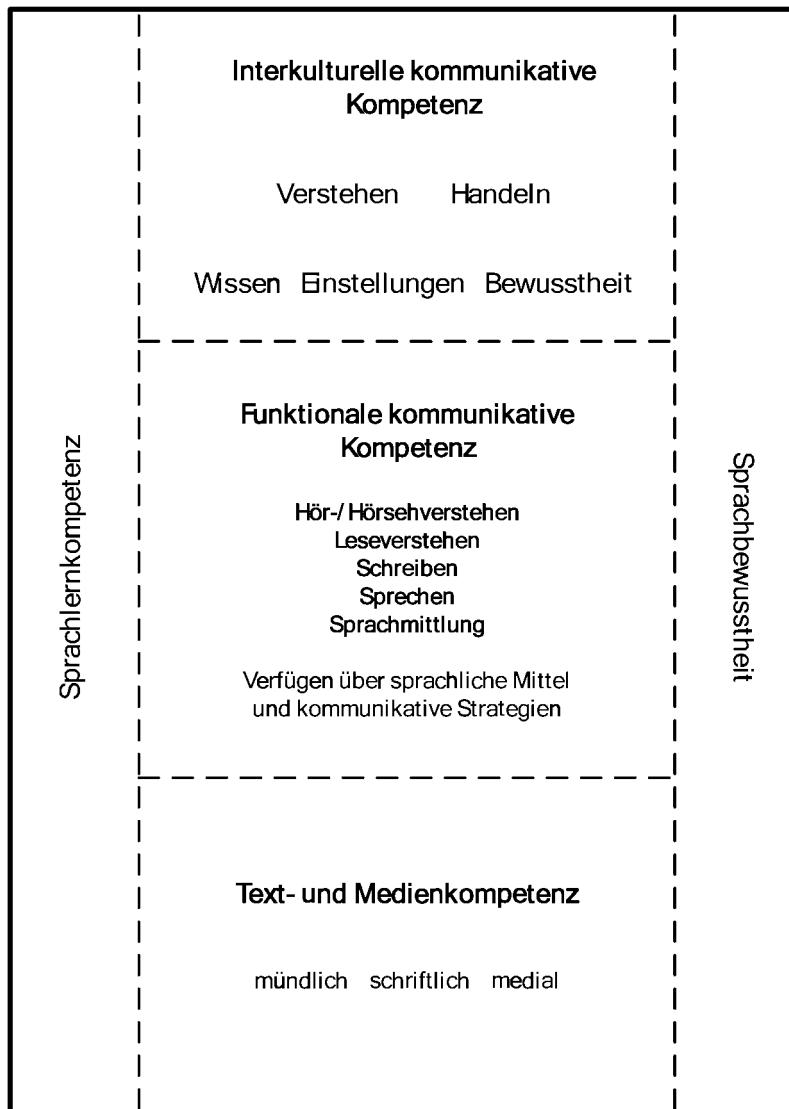 Interkulturelle kommunikative
Kompetenz
Verstehen Handeln
Wissen Einstellungen Bewusstheit
Funktionale kommunikative
Kompetenz
Hör-/ Hörsehverstehen
Leseverstehen
Schreiben
Sprechen
Sprachmittlung
Verfügen über sprachliche Mittel
und kommunikative Strategien
Text- und Medienkompetenz
mündlich schriftlich medial
Sprachlernkompetenz
Sprachbewusstheit